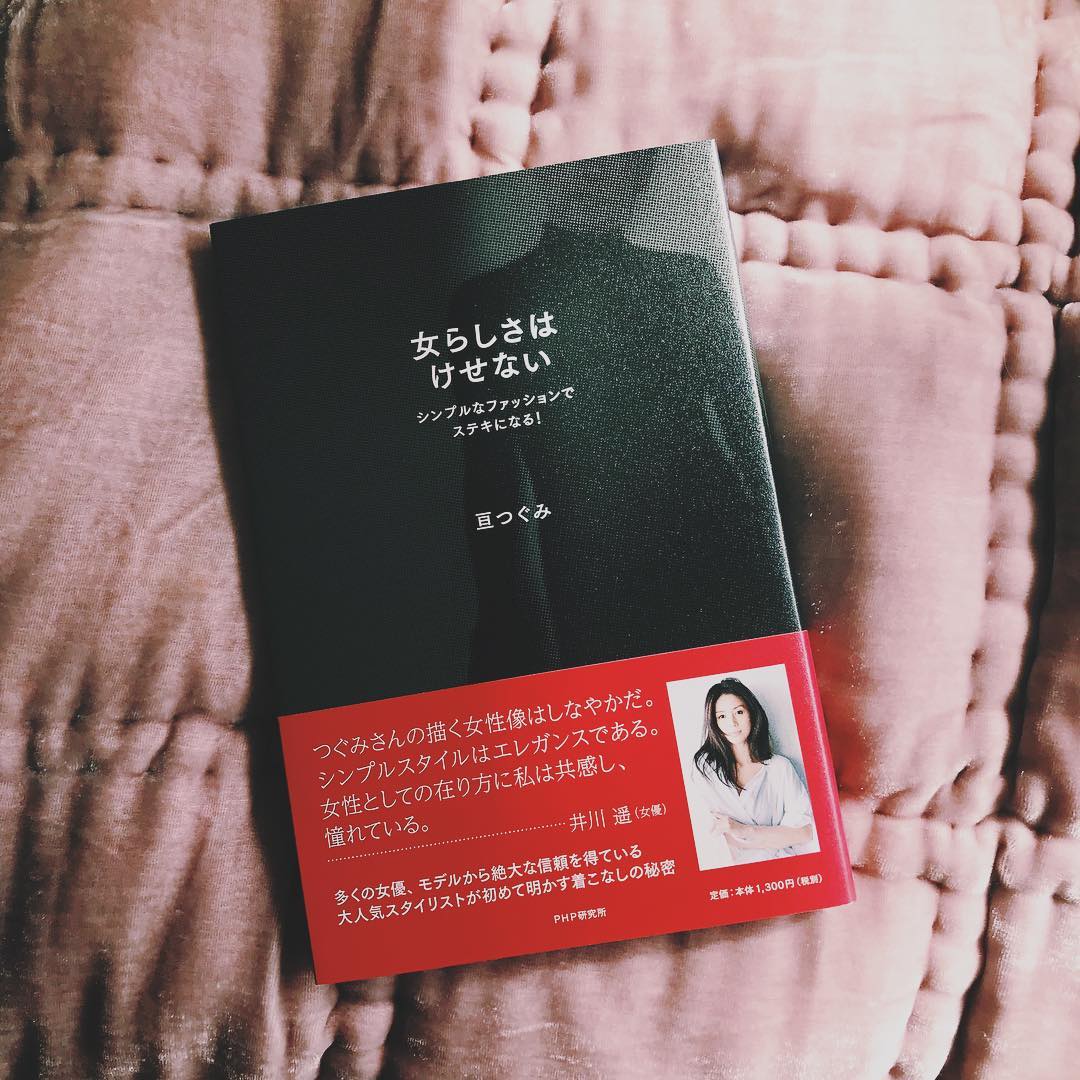 女らしさは
けせない
シンプルなファッションで
ステキになる!
亘つぐみ
つぐみさんの描く女性像はしなやかだ。
シンプルスタイルはエレガンスである。
女性としての在り方に私は共感し、
憧れている。……………………井川 遥(女優)
多くの女優、モデルから絶大な信頼を得ている
大人気スタイリストが初めて明かす着こなしの秘密
PHP研究所
定価:本体1,300円(税別)